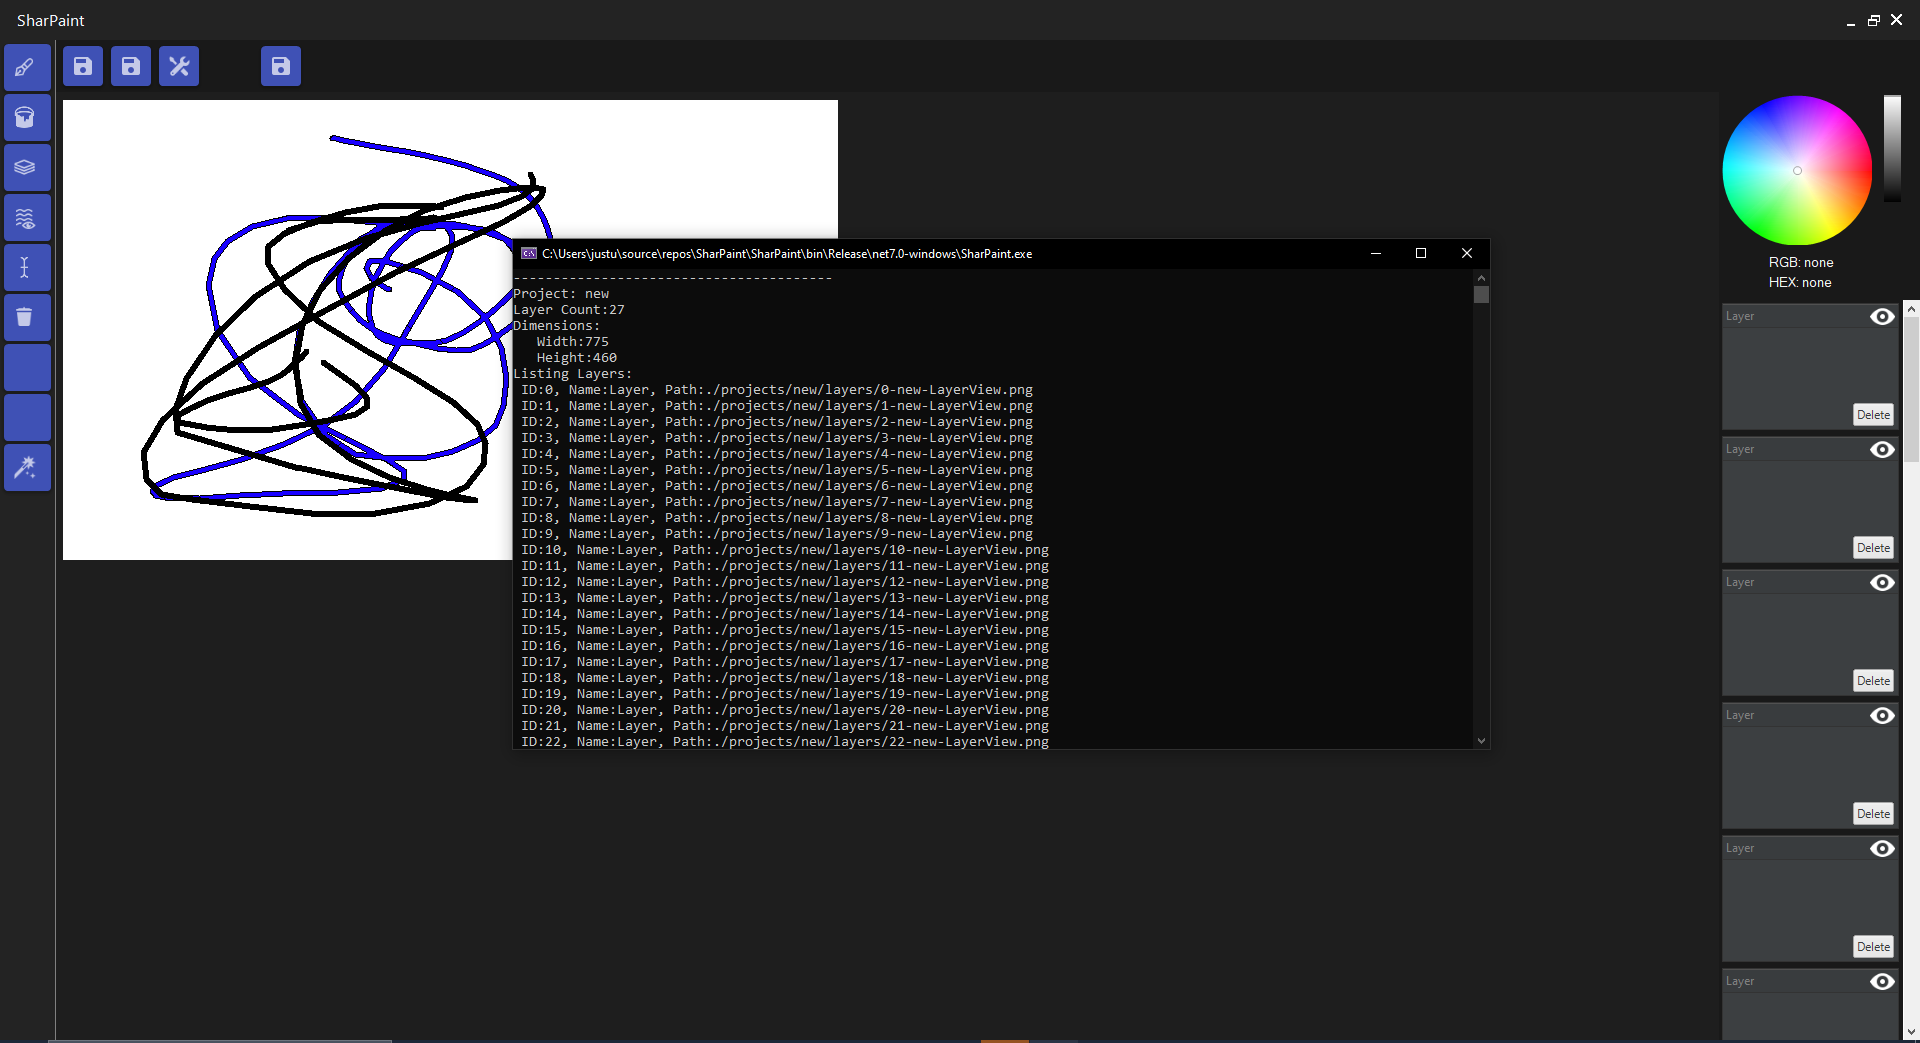 SharPaint
C:\Users\justu\source\repos\SharPaint\SharPaint\bin\Release\net7.0-windows\SharPaint.exe
----------------------------------------
Project: new
Layer Count:27
Dimensions:
Width:775
Height:460
Listing Layers:
ID:0, Name:Layer, Path:./projects/new/layers/0-new-LayerView.png
ID:1, Name:Layer, Path:./projects/new/layers/1-new-LayerView.png
ID:2, Name:Layer, Path:./projects/new/layers/2-new-LayerView.png
ID:3, Name:Layer, Path:./projects/new/layers/3-new-LayerView.png
ID:4, Name:Layer, Path:./projects/new/layers/4-new-LayerView.png
ID:5, Name:Layer, Path:./projects/new/layers/5-new-LayerView.png
ID:6, Name:Layer, Path:./projects/new/layers/6-new-LayerView.png
ID:7, Name:Layer, Path:./projects/new/layers/7-new-LayerView.png
ID:8, Name:Layer, Path:./projects/new/layers/8-new-LayerView.png
ID:9, Name:Layer, Path:./projects/new/layers/9-new-LayerView.png
ID:10, Name:Layer, Path:./projects/new/layers/10-new-LayerView.png
ID:11, Name:Layer, Path:./projects/new/layers/11-new-LayerView.png
ID:12, Name:Layer, Path:./projects/new/layers/12-new-LayerView.png
ID:13, Name:Layer, Path:./projects/new/layers/13-new-LayerView.png
ID:14, Name:Layer, Path:./projects/new/layers/14-new-LayerView.png
ID:15, Name:Layer, Path:./projects/new/layers/15-new-LayerView.png
ID:16, Name:Layer, Path:./projects/new/layers/16-new-LayerView.png
ID:17, Name:Layer, Path:./projects/new/layers/17-new-LayerView.png
ID:18, Name:Layer, Path:./projects/new/layers/18-new-LayerView.png
ID:19, Name:Layer, Path:./projects/new/layers/19-new-LayerView.png
ID:20, Name:Layer, Path:./projects/new/layers/20-new-LayerView.png
ID:21, Name:Layer, Path:./projects/new/layers/21-new-LayerView.png
ID:22, Name:Layer, Path:./projects/new/layers/22-new-LayerView.png
RGB: none
HEX: none
Layer
Delete
Layer
Delete
Layer
Delete
Layer
Delete
Layer
Delete
Layer